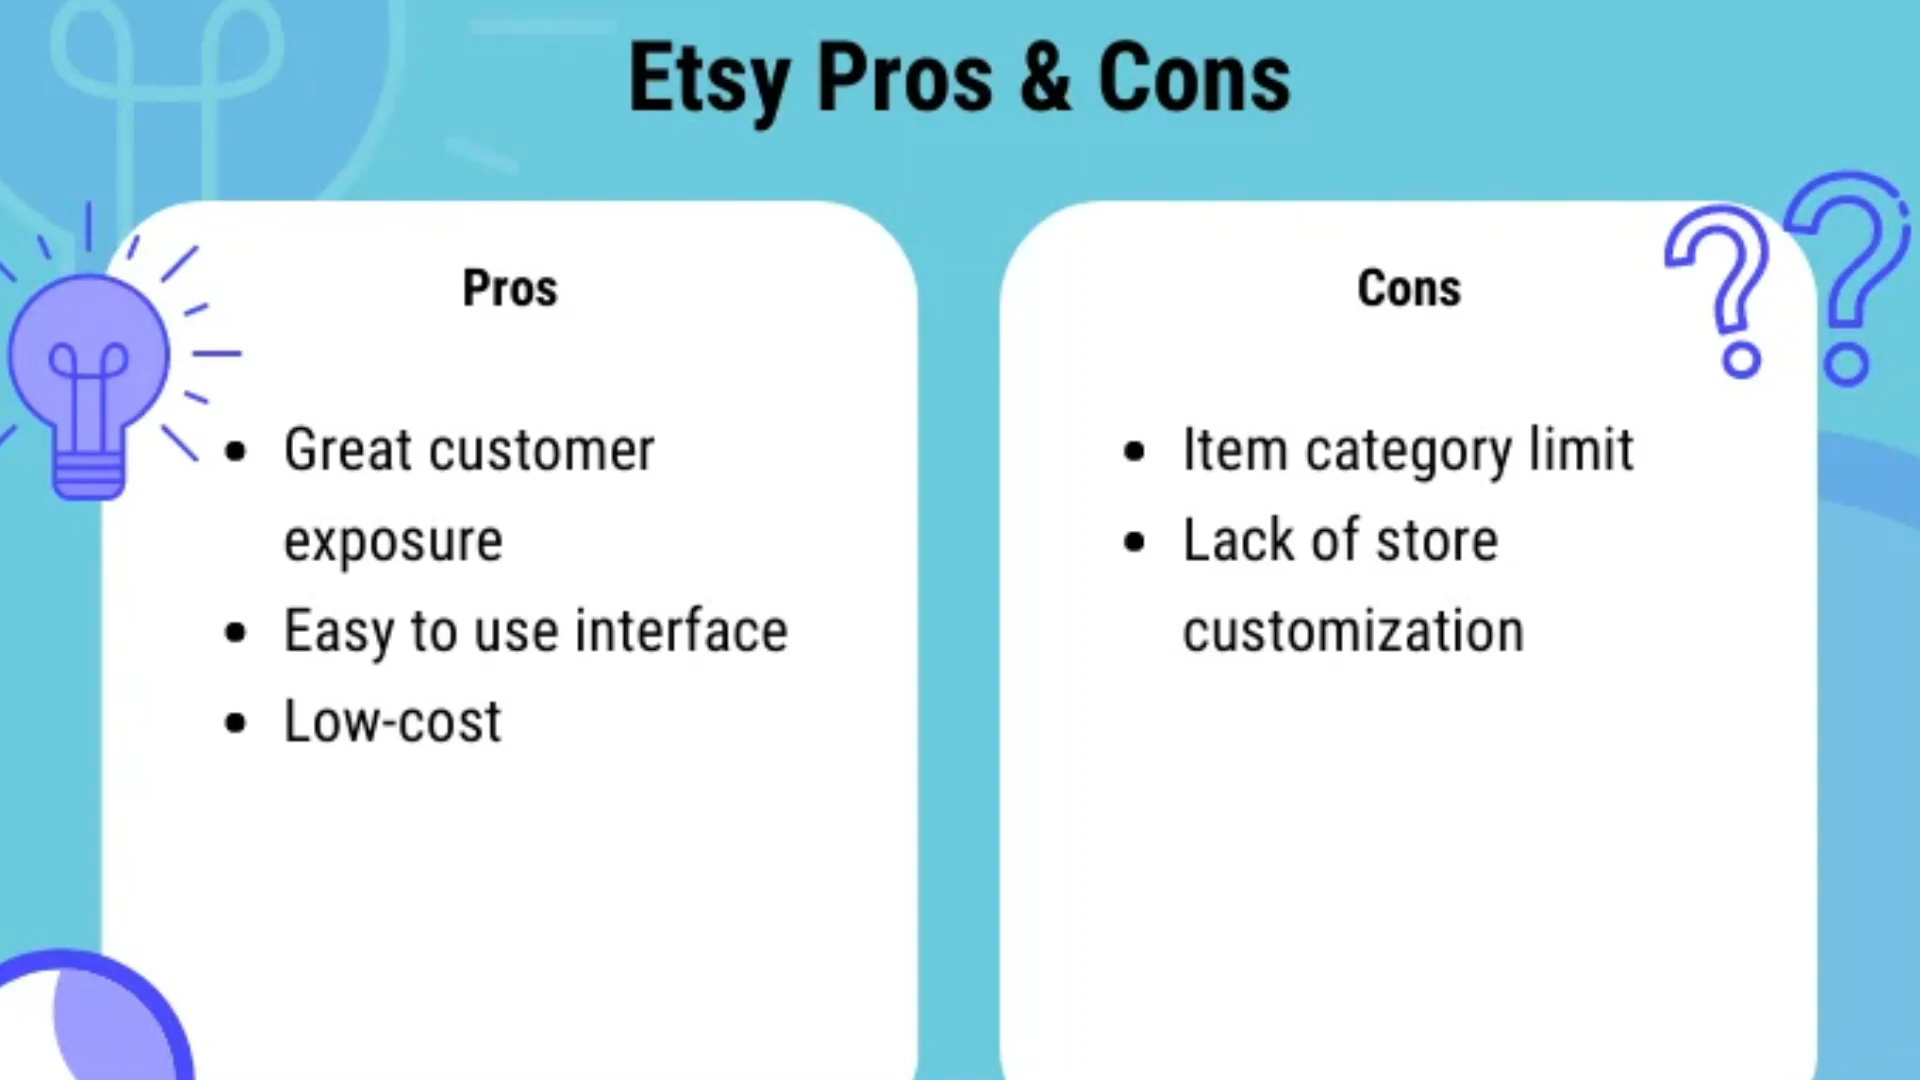 Etsy Pros & Cons
Pros
• Great customer
exposure
• Easy to use interface
• Low-cost
Cons
• Item category limit
• Lack of store
customization